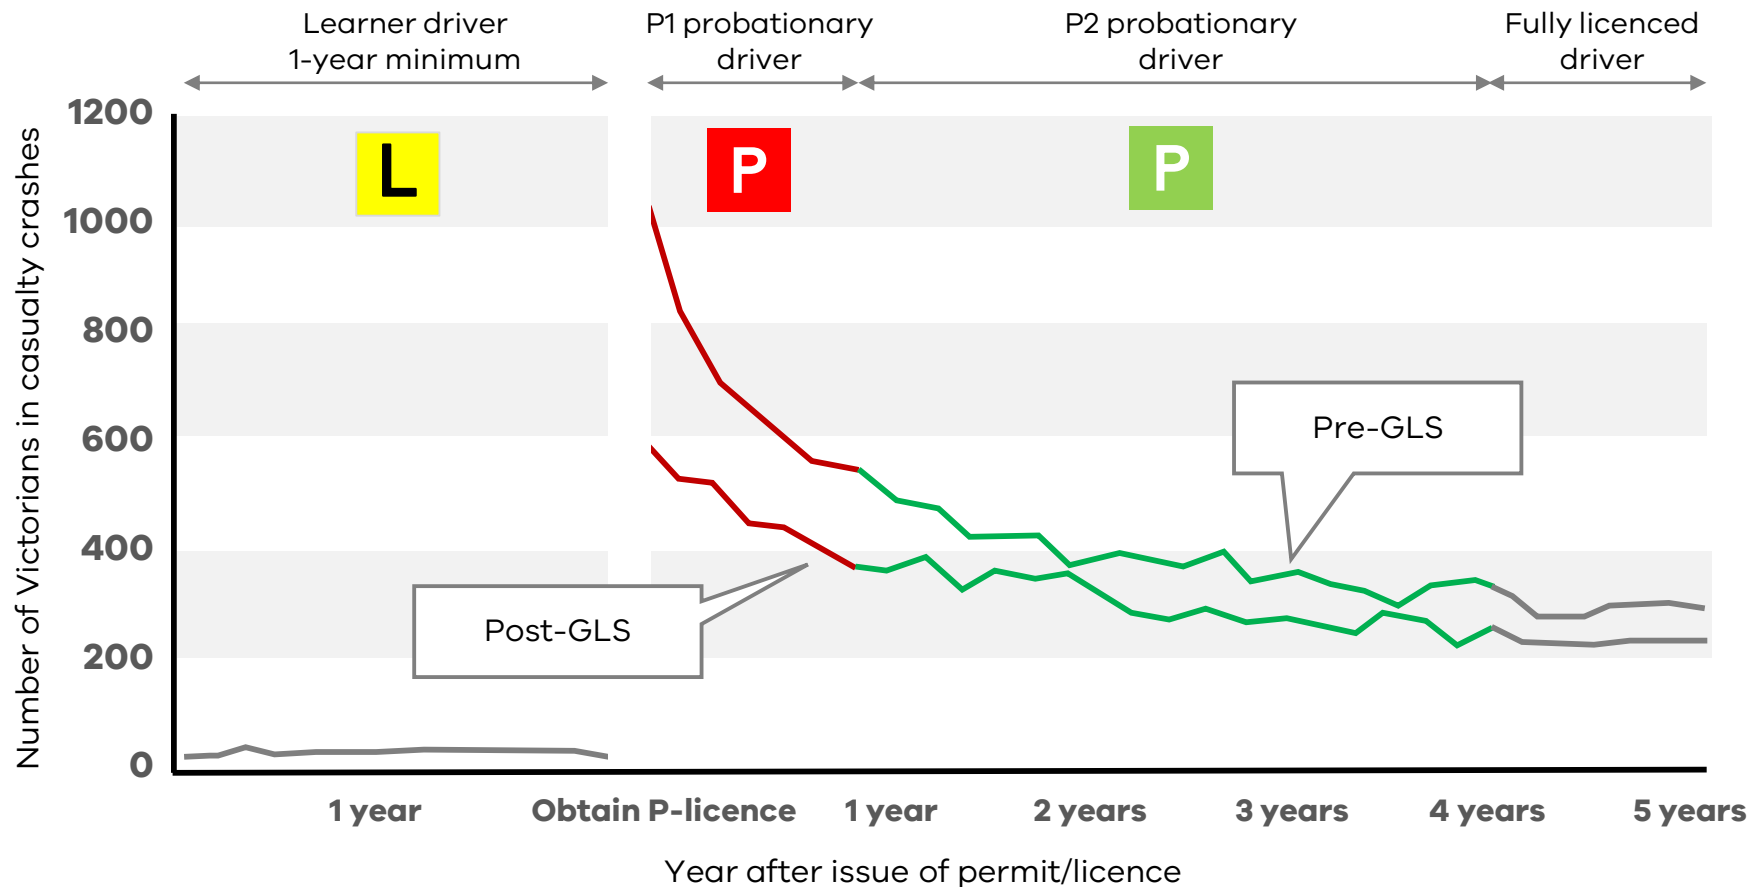 Learner driver
1-year minimum
P1 probationary
driver
P2 probationary
driver
Fully licenced
driver
Number of Victorians in casualty crashes
1200
1000
800
600
400
200
0
L
P
P
Pre-GLS
Post-GLS
1 year
Obtain P-licence
1 year
2 years
3 years
4 years
5 years
Year after issue of permit/licence